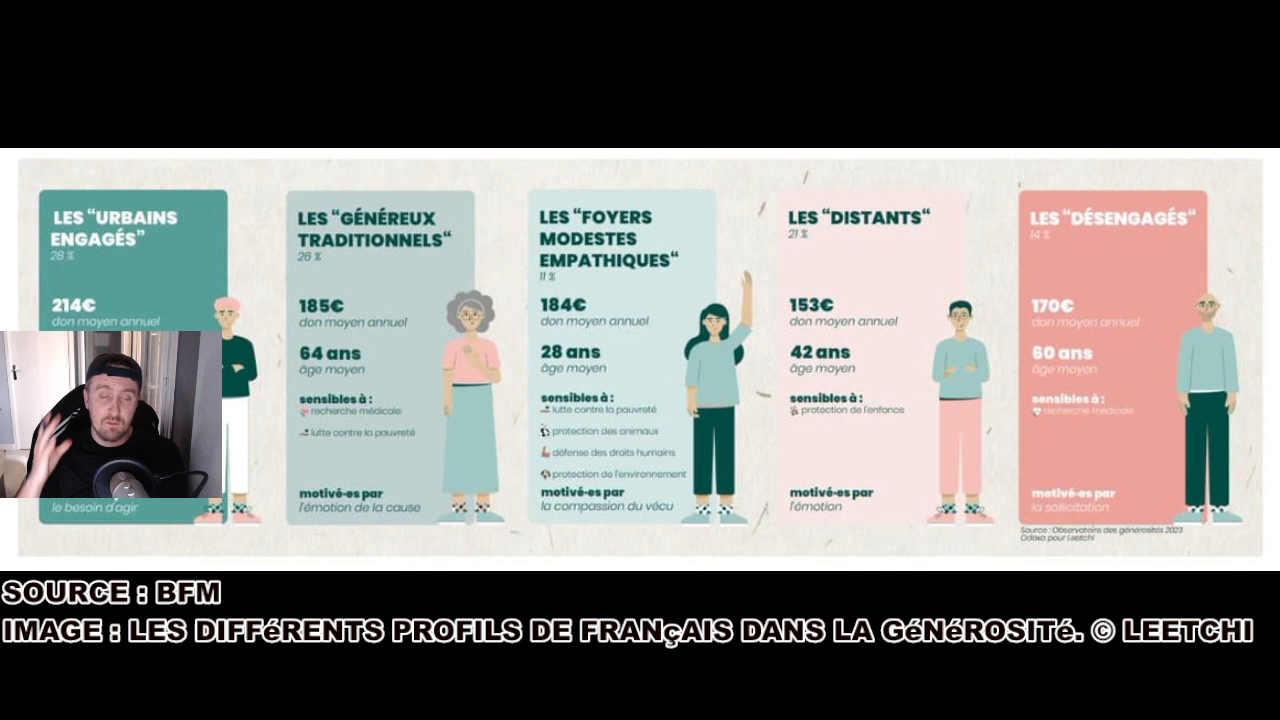 LES “URBAINS
ENGAGÉS”
28 %
214€
don moyen annuel
le besoin d'agir
LES “GÉNÉREUX
TRADITIONNELS“
26 %
185€
don moyen annuel
64 ans
âge moyen
sensibles à :
recherche médicale
lutte contre la pauvreté
motivé·es par
l'émotion de la cause
LES “FOYERS
MODESTES
EMPATHIQUES“
11 %
184€
don moyen annuel
28 ans
âge moyen
sensibles à :
lutte contre la pauvreté
protection des animaux
défense des droits humains
protection de l'environnement
motivé·es par
la compassion du vécu
LES “DISTANTS“
21 %
153€
don moyen annuel
42 ans
âge moyen
sensibles à :
protection de l'enfance
motivé·es par
l'émotion
LES “DÉSENGAGÉS“
14 %
170€
don moyen annuel
60 ans
âge moyen
sensibles à :
recherche médicale
motivé·es par
la sollicitation
Source : Observatoire des générosités 2023
Odoxa pour Leetchi
SOURCE : BFM
IMAGE : LES DIFFéRENTS PROFILS DE FRANçAIS DANS LA GéNéROSITé. © LEETCHI